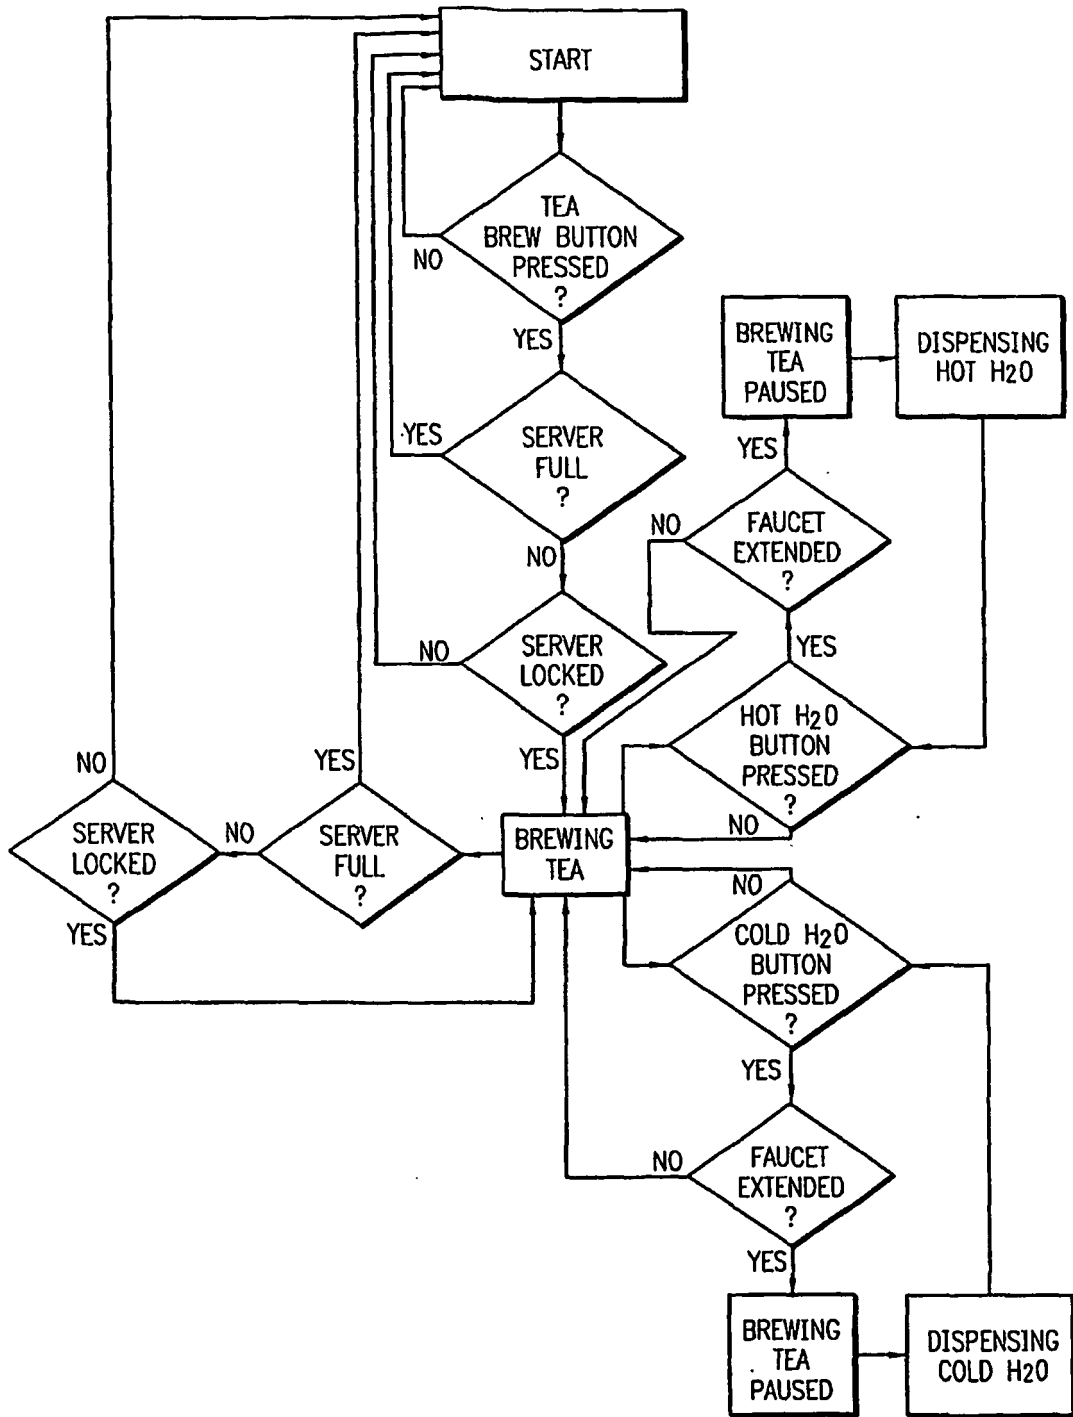 START
TEA
BREW BUTTON
PRESSED
?
NO
YES
SERVER
FULL
?
YES
NO
SERVER
LOCKED
?
NO
YES
BREWING
TEA
PAUSED
DISPENSING
HOT H2O
YES
FAUCET
EXTENDED
?
NO
YES
HOT H2O
BUTTON
PRESSED
?
NO
BREWING
TEA
SERVER
FULL
?
YES
NO
SERVER
LOCKED
?
NO
YES
NO
COLD H2O
BUTTON
PRESSED
?
YES
FAUCET
EXTENDED
?
NO
YES
BREWING
TEA
PAUSED
DISPENSING
COLD H2O